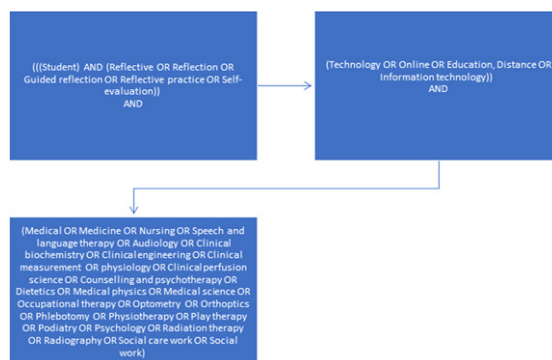 (((Student) AND (Reflective OR Reflection OR
Guided reflection OR Reflective practice OR Self-
evaluation))
AND
(Technology OR Online OR Education, Distance OR
Information technology))
AND
(Medical OR Medicine OR Nursing OR Speech and
language therapy OR Audiology OR Clinical
biochemistry OR Clinical engineering OR Clinical
measurement OR physiology OR Clinical perfusion
science OR Counselling and psychotherapy OR
Dietetics OR Medical physics OR Medical science OR
Occupational therapy OR Optometry OR Orthoptics
OR Phlebotomy OR Physiotherapy OR Play therapy
OR Podiatry OR Psychology OR Radiation therapy
OR Radiography OR Social care work OR Social
work)